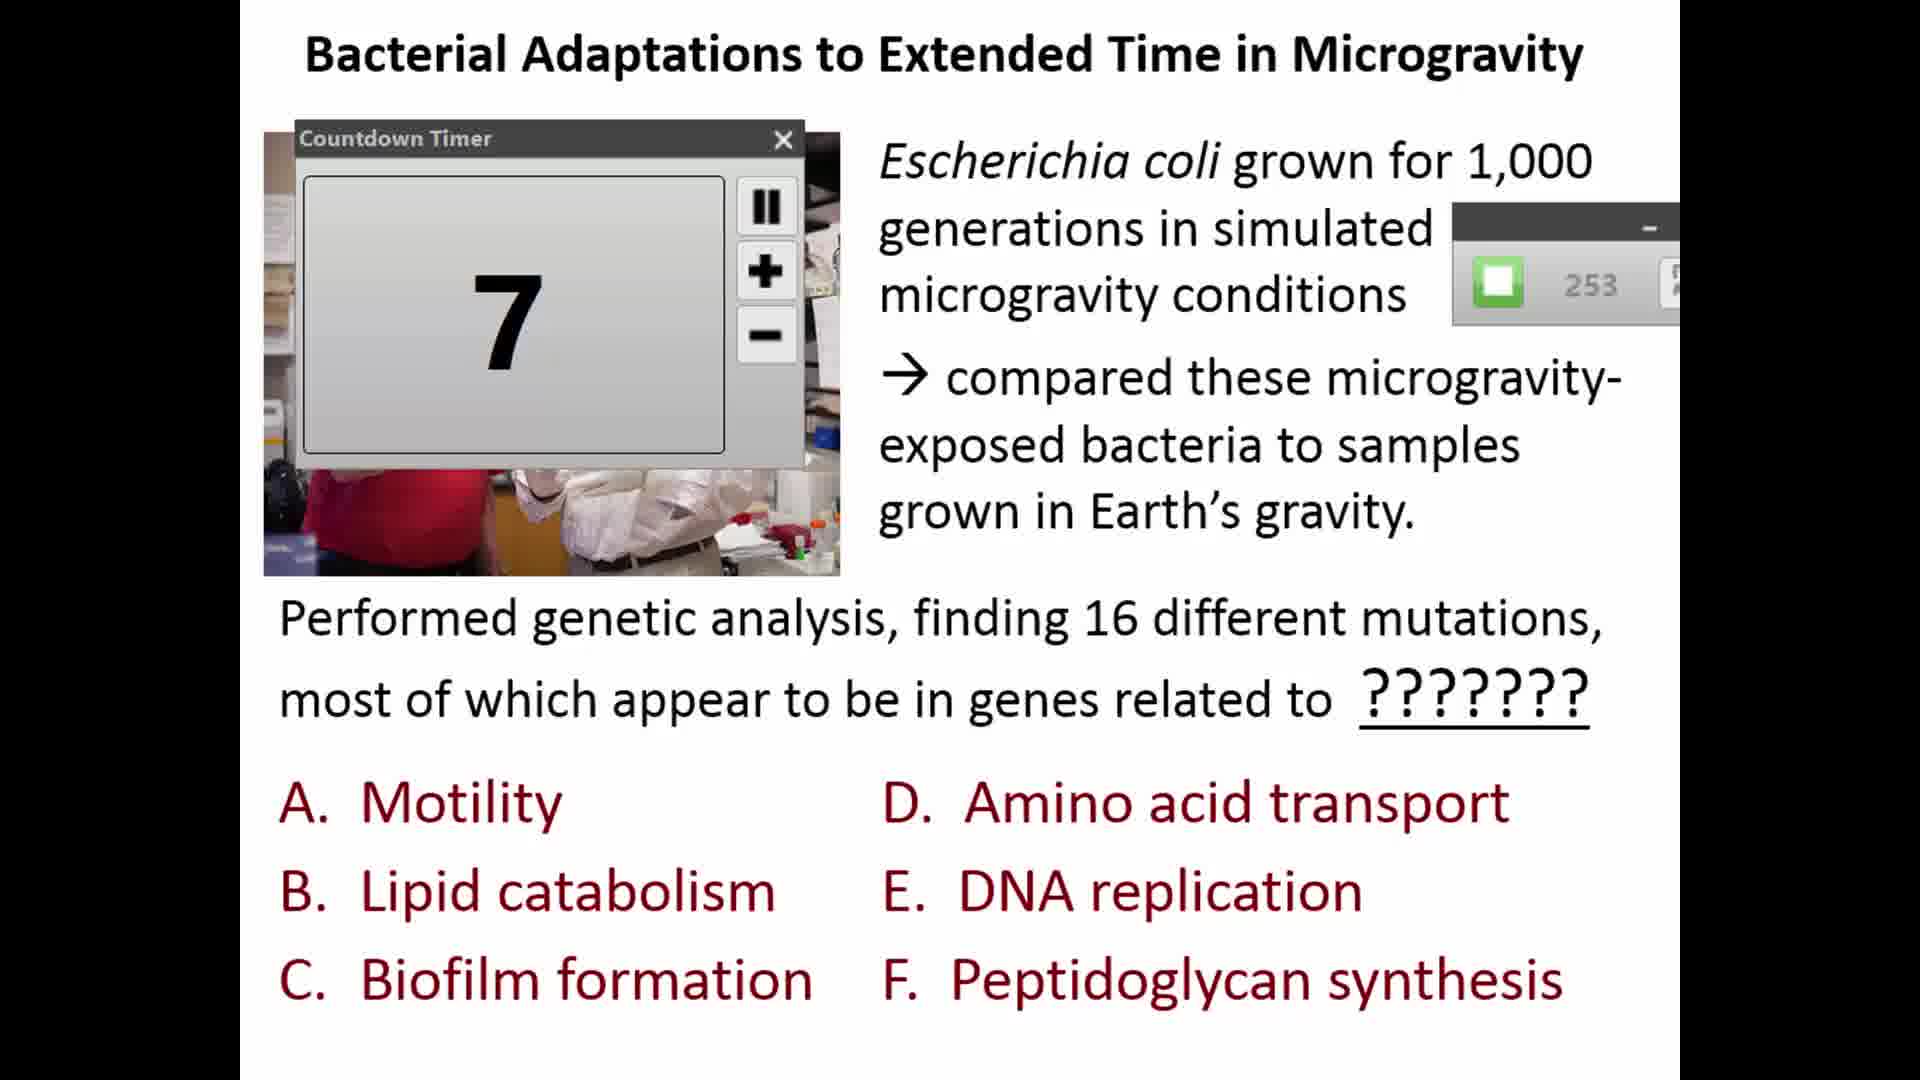 Bacterial Adaptations to Extended Time in Microgravity
Countdown Timer
7
Escherichia coli grown for 1,000
generations in simulated
microgravity conditions
253
→ compared these microgravity-
exposed bacteria to samples
grown in Earth’s gravity.
Performed genetic analysis, finding 16 different mutations,
most of which appear to be in genes related to ???????
A. Motility
B. Lipid catabolism
C. Biofilm formation
D. Amino acid transport
E. DNA replication
F. Peptidoglycan synthesis